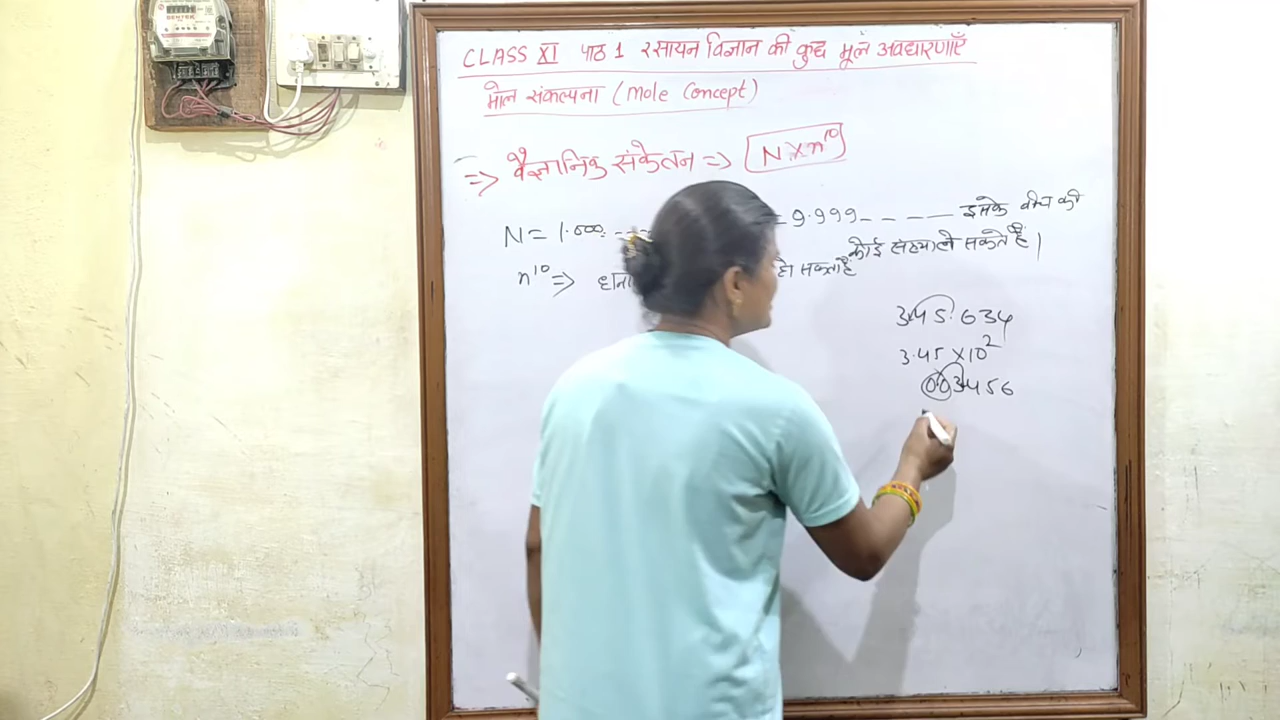 CLASS XI पाठ 1 रसायन विज्ञान की कुछ मूल अवधारणाएँ
मोल संकल्पना (Mole Concept)
=> वैज्ञानिक संकेतन => N×n¹⁰
N = 1.000. --- = 9.999- - - — इसके बीच की
कोई संख्या ले सकते हैं।
n¹⁰ => हो सकता है
345.634
3.45 × 10²
003456